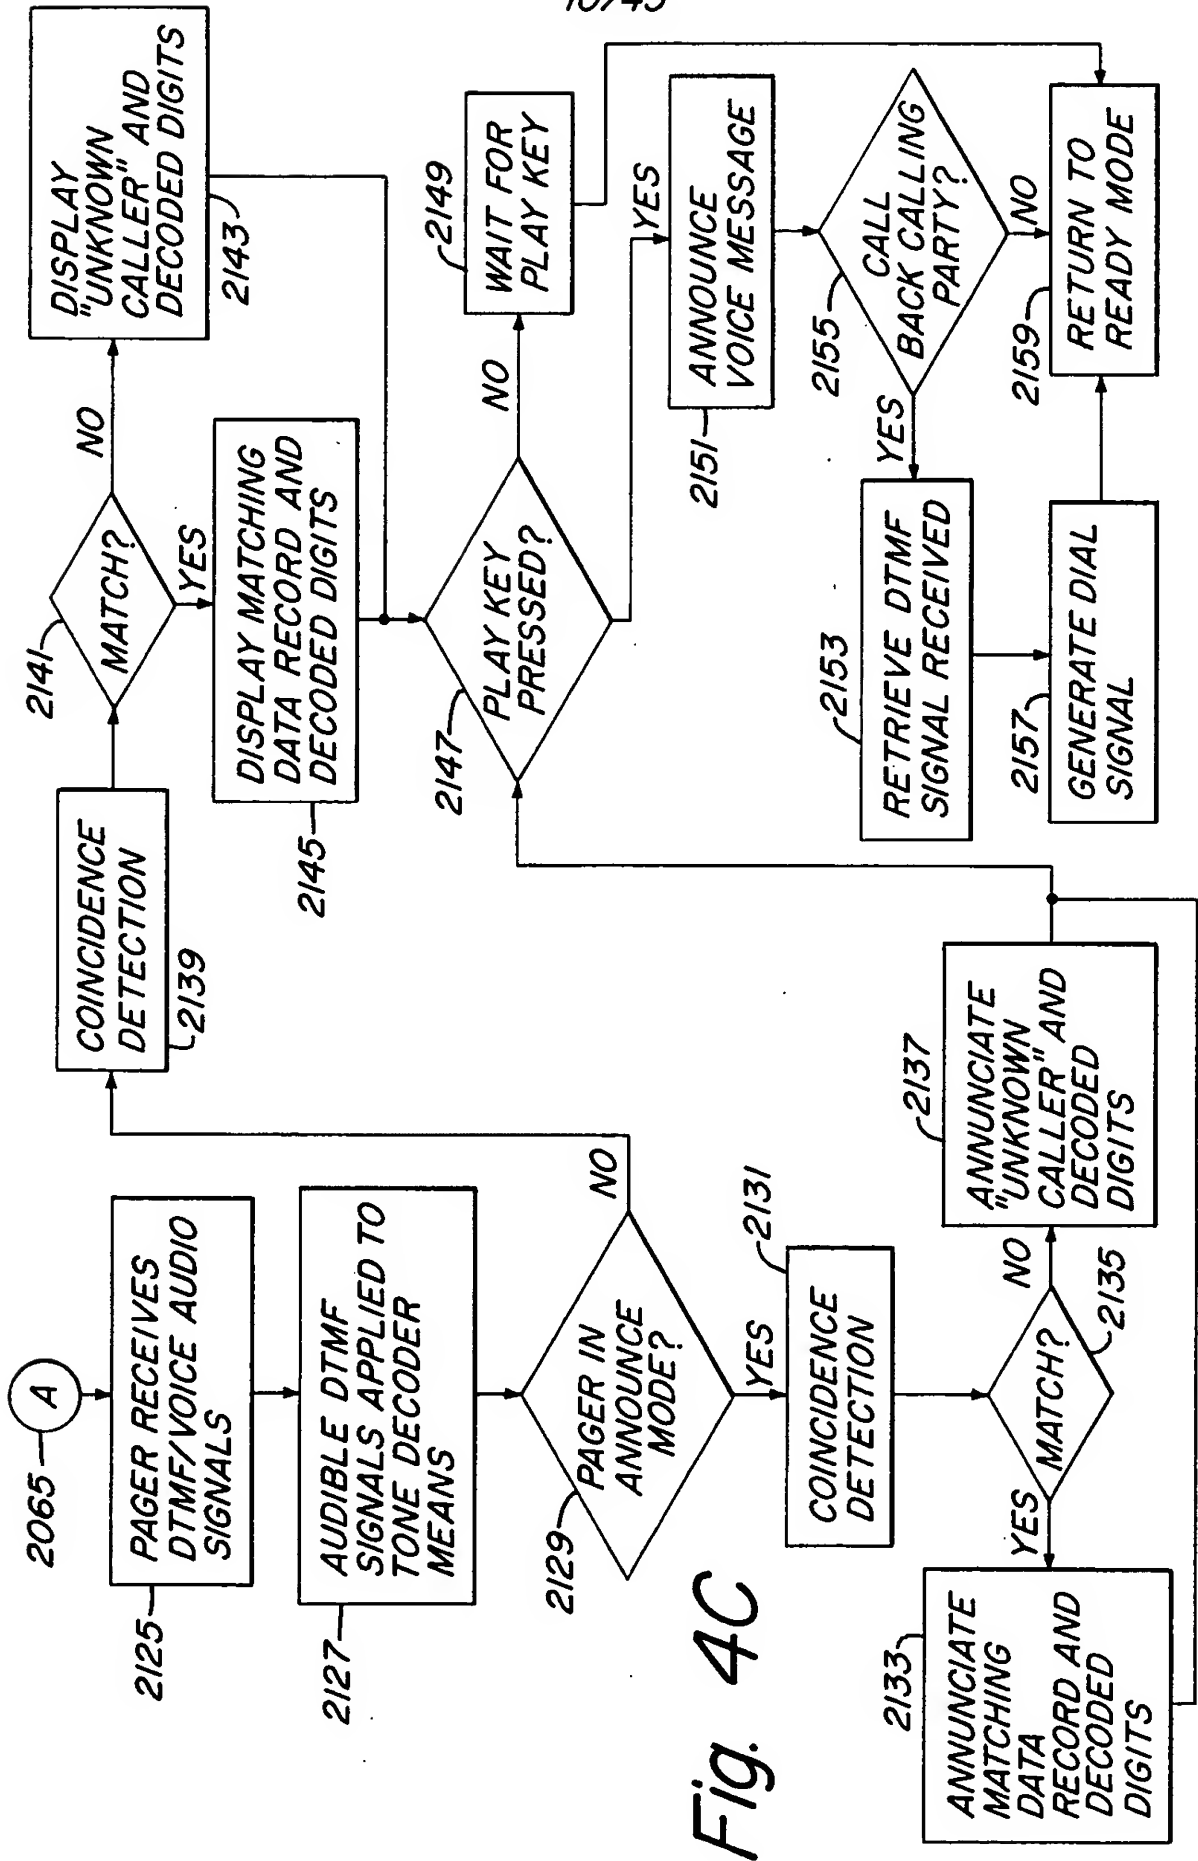 2065
A
2125
PAGER RECEIVES
DTMF/VOICE AUDIO
SIGNALS
2127
AUDIBLE DTMF
SIGNALS APPLIED TO
TONE DECODER
MEANS
2129
PAGER IN
ANNOUNCE
MODE?
NO
YES
2131
COINCIDENCE
DETECTION
MATCH?
2135
YES
NO
2133
ANNUNCIATE
MATCHING
DATA
RECORD AND
DECODED
DIGITS
2137
ANNUNCIATE
"UNKNOWN
CALLER" AND
DECODED
DIGITS
COINCIDENCE
DETECTION
2139
2141
MATCH?
NO
YES
DISPLAY
"UNKNOWN
CALLER" AND
DECODED DIGITS
2143
DISPLAY MATCHING
DATA RECORD AND
DECODED DIGITS
2145
2147
PLAY KEY
PRESSED?
NO
YES
2149
WAIT FOR
PLAY KEY
ANNOUNCE
VOICE MESSAGE
2151
2155
CALL
BACK CALLING
PARTY?
YES
NO
2153
RETRIEVE DTMF
SIGNAL RECEIVED
2157
GENERATE DIAL
SIGNAL
2159
RETURN TO
READY MODE
Fig. 4C